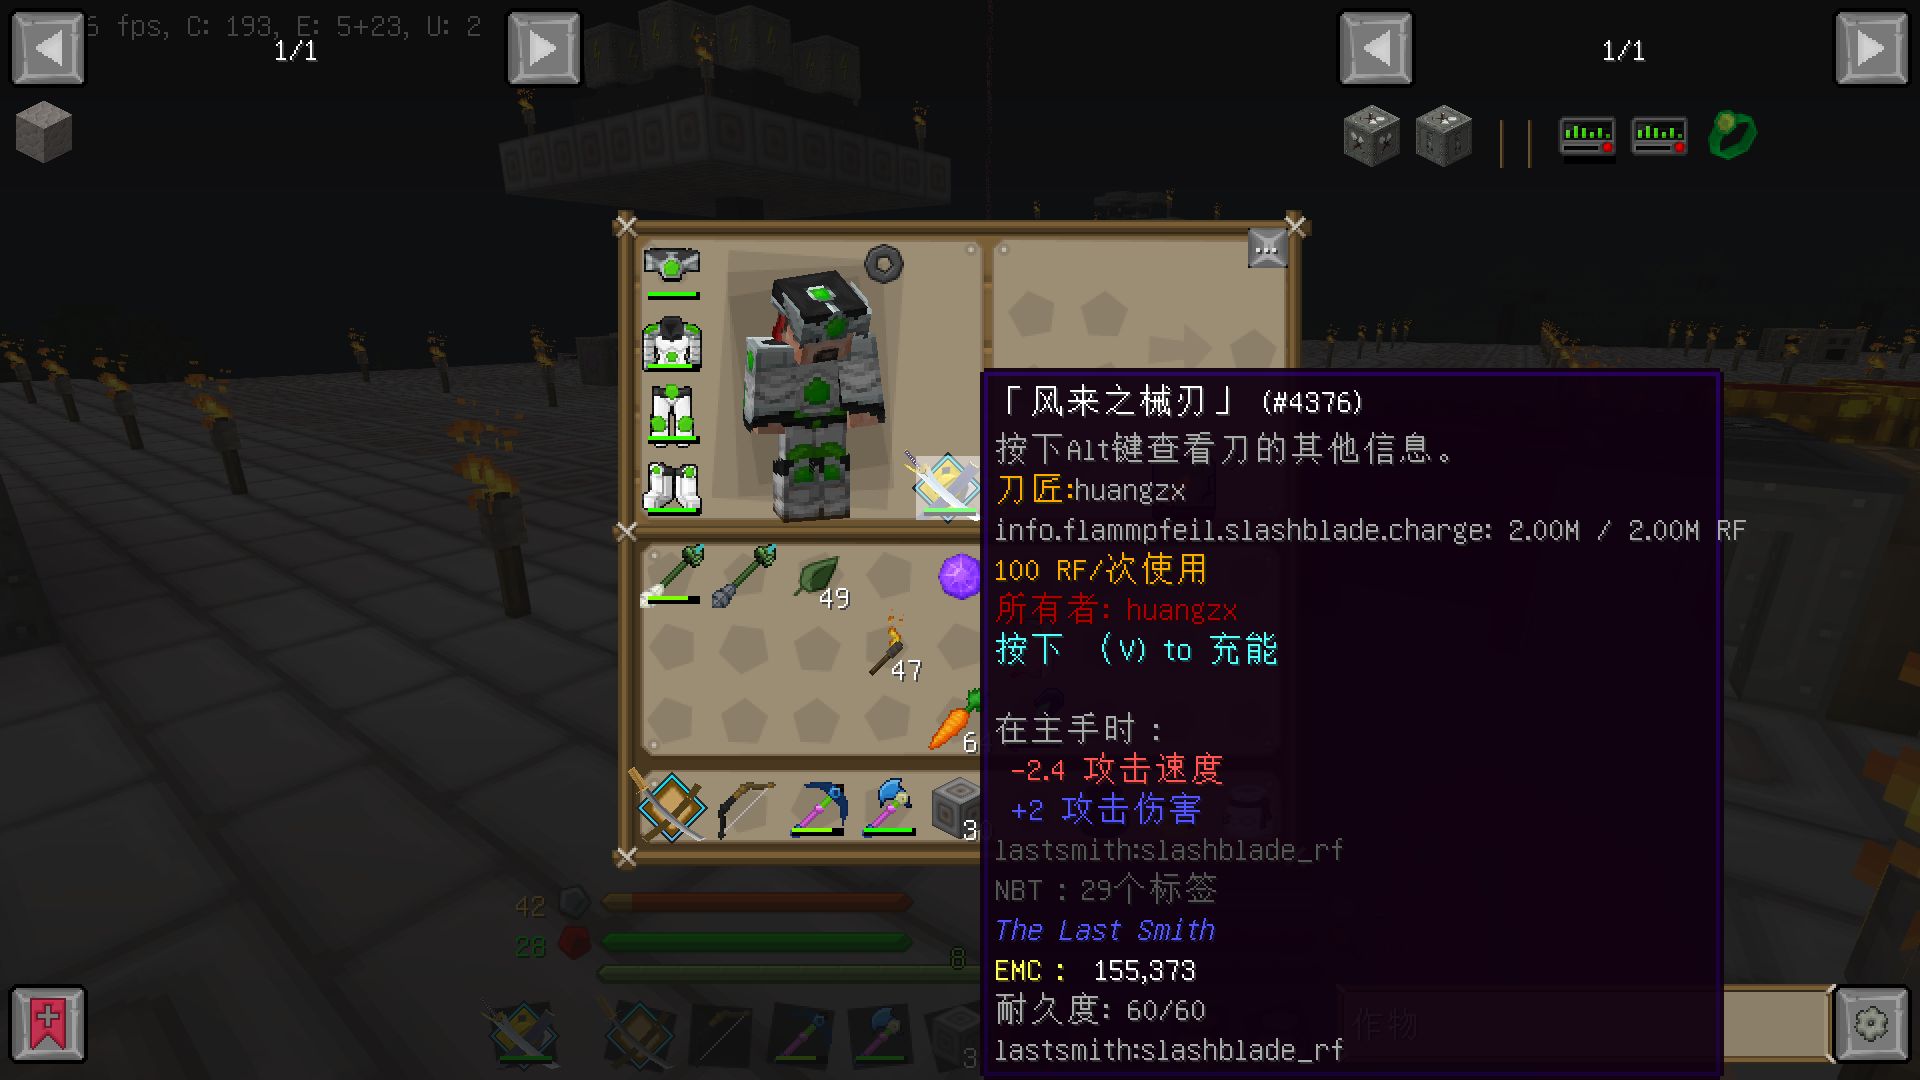 fps, C: 193, E: 5+23, U: 2
1/1
1/1
「风来之械刃」 (#4376)
按下Alt键查看刀的其他信息。
刀匠:huangzx
info.flammpfeil.slashblade.charge: 2.00M / 2.00M RF
100 RF/次使用
所有者: huangzx
按下 (V) to 充能
在主手时：
-2.4 攻击速度
+2 攻击伤害
lastsmith:slashblade_rf
NBT：29个标签
The Last Smith
EMC： 155,373
耐久度: 60/60
lastsmith:slashblade_rf
49
47
6
3
42
28
8
3
作物